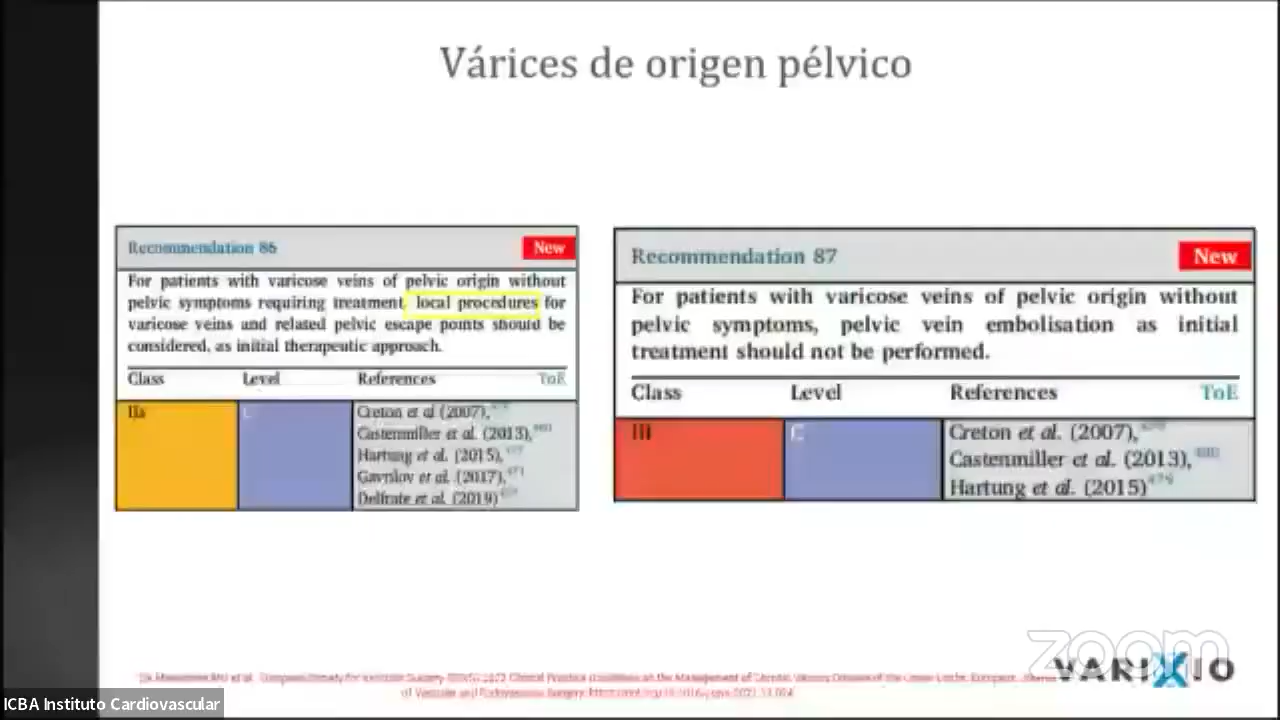 Várices de origen pélvico
Recommendation 86
New
For patients with varicose veins of pelvic origin without
pelvic symptoms requiring treatment, local procedures for
varicose veins and related pelvic escape points should be
considered, as initial therapeutic approach.
Class Level References ToE
IIa C Creton et al (2007),
Castenmiller et al. (2013),
Hartung et al. (2015),
Gavrilov et al. (2017),
Delfrate et al. (2019)
Recommendation 87
New
For patients with varicose veins of pelvic origin without
pelvic symptoms, pelvic vein embolisation as initial
treatment should not be performed.
Class Level References ToE
III C Creton et al. (2007),
Castenmiller et al. (2013),
Hartung et al. (2015)
zoom
VARIXIO
of Vascular and Endovascular Surgery
ICBA Instituto Cardiovascular